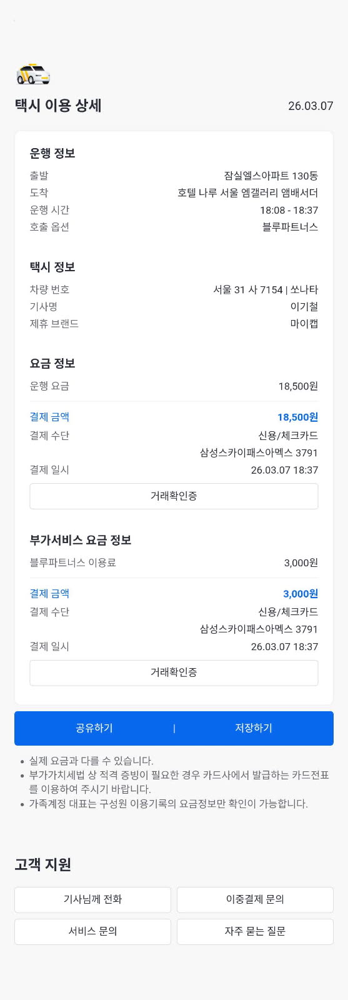 택시 이용 상세 26.03.07
운행 정보
출발 잠실엘스아파트 130동
도착 호텔 나루 서울 엠갤러리 앰배서더
운행 시간 18:08 - 18:37
호출 옵션 블루파트너스
택시 정보
차량 번호 서울 31 사 7154 | 쏘나타
기사명 이기철
제휴 브랜드 마이캡
요금 정보
운행 요금 18,500원
결제 금액 18,500원
결제 수단 신용/체크카드
삼성스카이패스아멕스 3791
결제 일시 26.03.07 18:37
거래확인증
부가서비스 요금 정보
블루파트너스 이용료 3,000원
결제 금액 3,000원
결제 수단 신용/체크카드
삼성스카이패스아멕스 3791
결제 일시 26.03.07 18:37
거래확인증
공유하기 | 저장하기
• 실제 요금과 다를 수 있습니다.
• 부가가치세법 상 적격 증빙이 필요한 경우 카드사에서 발급하는 카드전표
를 이용하여 주시기 바랍니다.
• 가족계정 대표는 구성원 이용기록의 요금정보만 확인이 가능합니다.
고객 지원
기사님께 전화 이중결제 문의
서비스 문의 자주 묻는 질문